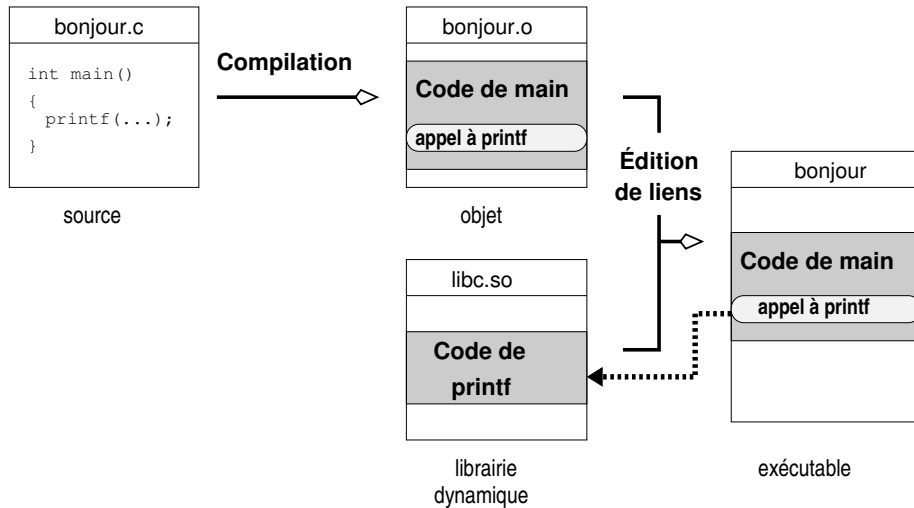 bonjour.c
int main()
{
printf(...);
}
source
Compilation
bonjour.o
Code de main
appel à printf
objet
libc.so
Code de
printf
librairie
dynamique
Édition
de liens
bonjour
Code de main
appel à printf
exécutable